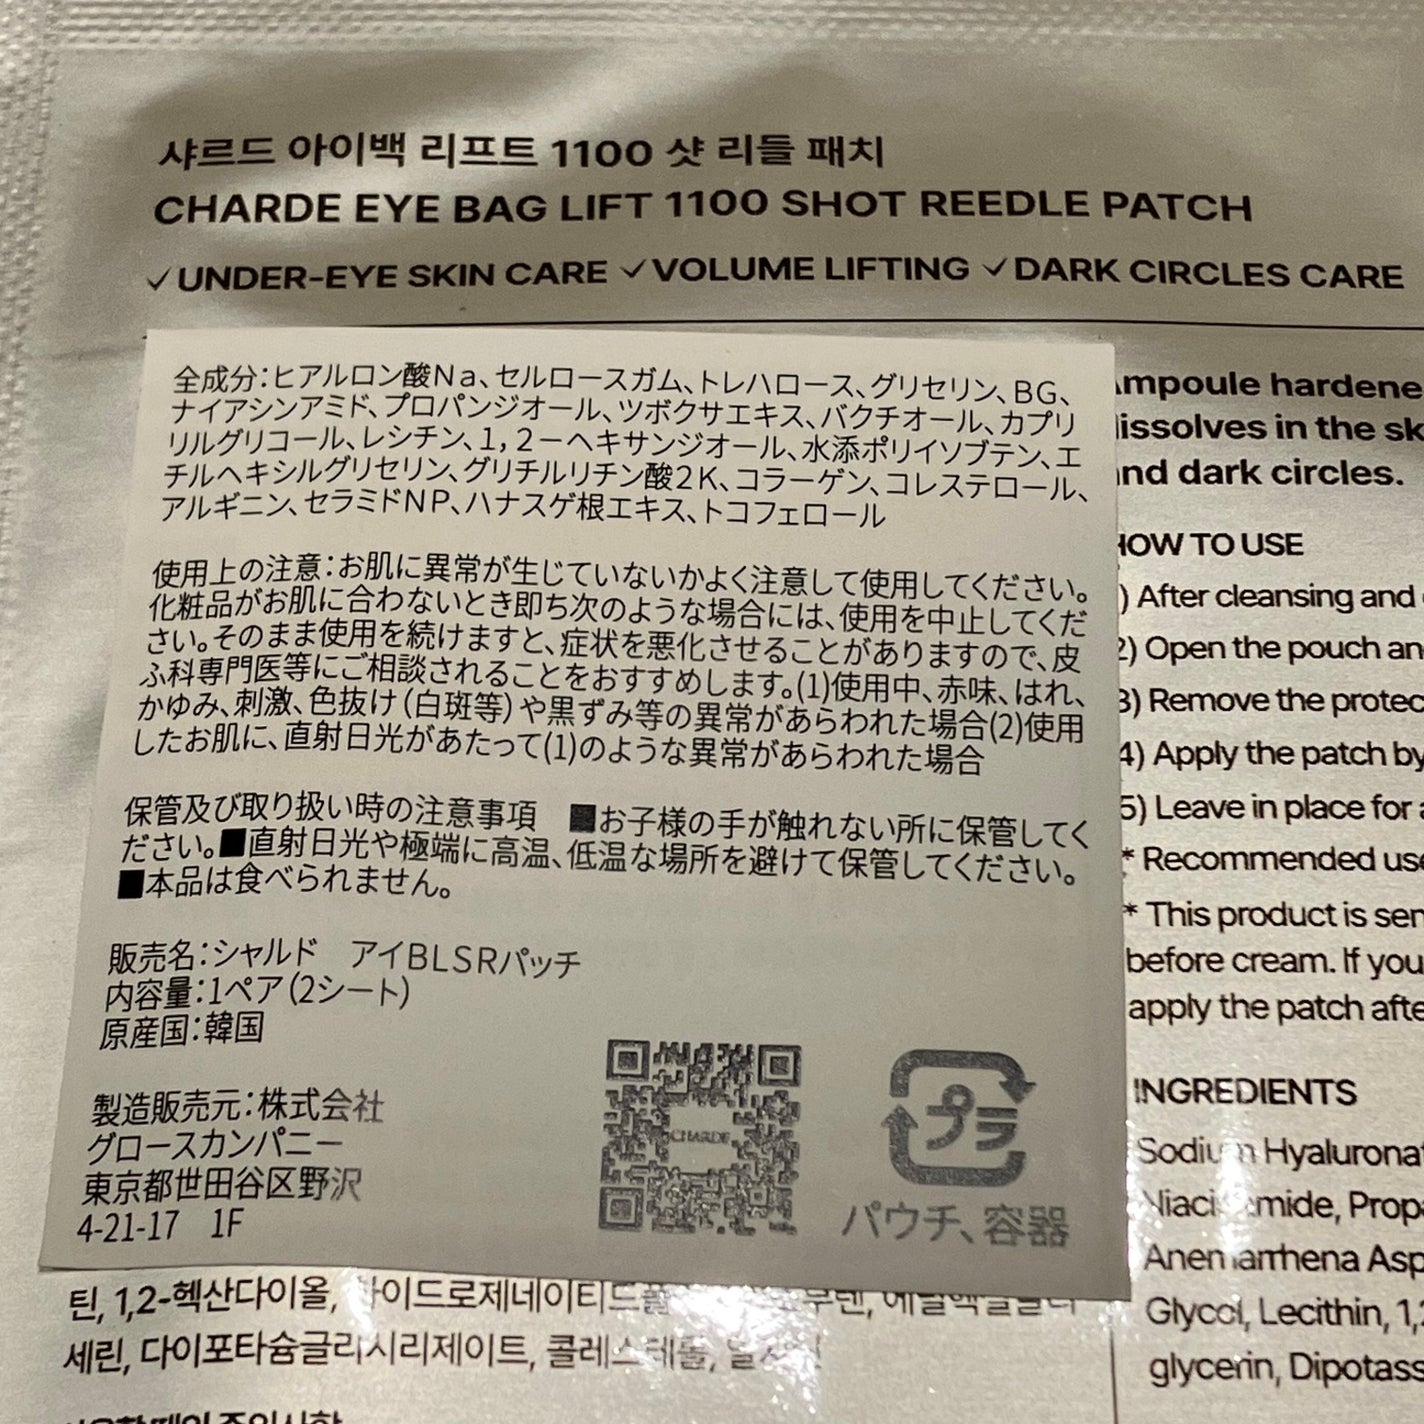 샤르드 아이백 리프트 1100 샷 리들 패치
CHARDE EYE BAG LIFT 1100 SHOT REEDLE PATCH
✓UNDER-EYE SKIN CARE ✓VOLUME LIFTING ✓DARK CIRCLES CARE
全成分：ヒアルロン酸Na、セルロースガム、トレハロース、グリセリン、BG、
ナイアシンアミド、プロパンジオール、ツボクサエキス、バクチオール、カプリ
リルグリコール、レシチン、1，2－ヘキサンジオール、水添ポリイソブテン、エ
チルヘキシルグリセリン、グリチルリチン酸2K、コラーゲン、コレステロール、
アルギニン、セラミドNP、ハナスゲ根エキス、トコフェロール
使用上の注意：お肌に異常が生じていないかよく注意して使用してください。
化粧品がお肌に合わないとき即ち次のような場合には、使用を中止してくだ
さい。そのまま使用を続けますと、症状を悪化させることがありますので、皮
ふ科専門医等にご相談されることをおすすめします。(1)使用中、赤味、はれ、
かゆみ、刺激、色抜け（白斑等）や黒ずみ等の異常があらわれた場合(2)使用
したお肌に、直射日光があたって(1)のような異常があらわれた場合
保管及び取り扱い時の注意事項　■お子様の手が触れない所に保管してく
ださい。■直射日光や極端に高温、低温な場所を避けて保管してください。
■本品は食べられません。
販売名：シャルド　アイBLSRパッチ
内容量：1ペア（2シート）
原産国：韓国
製造販売元：株式会社
グロースカンパニー
東京都世田谷区野沢
4-21-17　1F
CHARDE
プラ
パウチ、容器
Ampoule hardene
dissolves in the sk
and dark circles.
HOW TO USE
) After cleansing and
2) Open the pouch an
3) Remove the protec
4) Apply the patch by
5) Leave in place for
* Recommended use
* This product is sen
before cream. If you
apply the patch afte
INGREDIENTS
Sodium Hyaluronat
Niacinamide, Prop
Anemarrhena Asp
Glycol, Lecithin, 1,2
glycerin, Dipotass
틴, 1,2-헥산다이올, 하이드로제네이티드폴
세린, 다이포타슘글리시리제이트, 콜레스테롤,